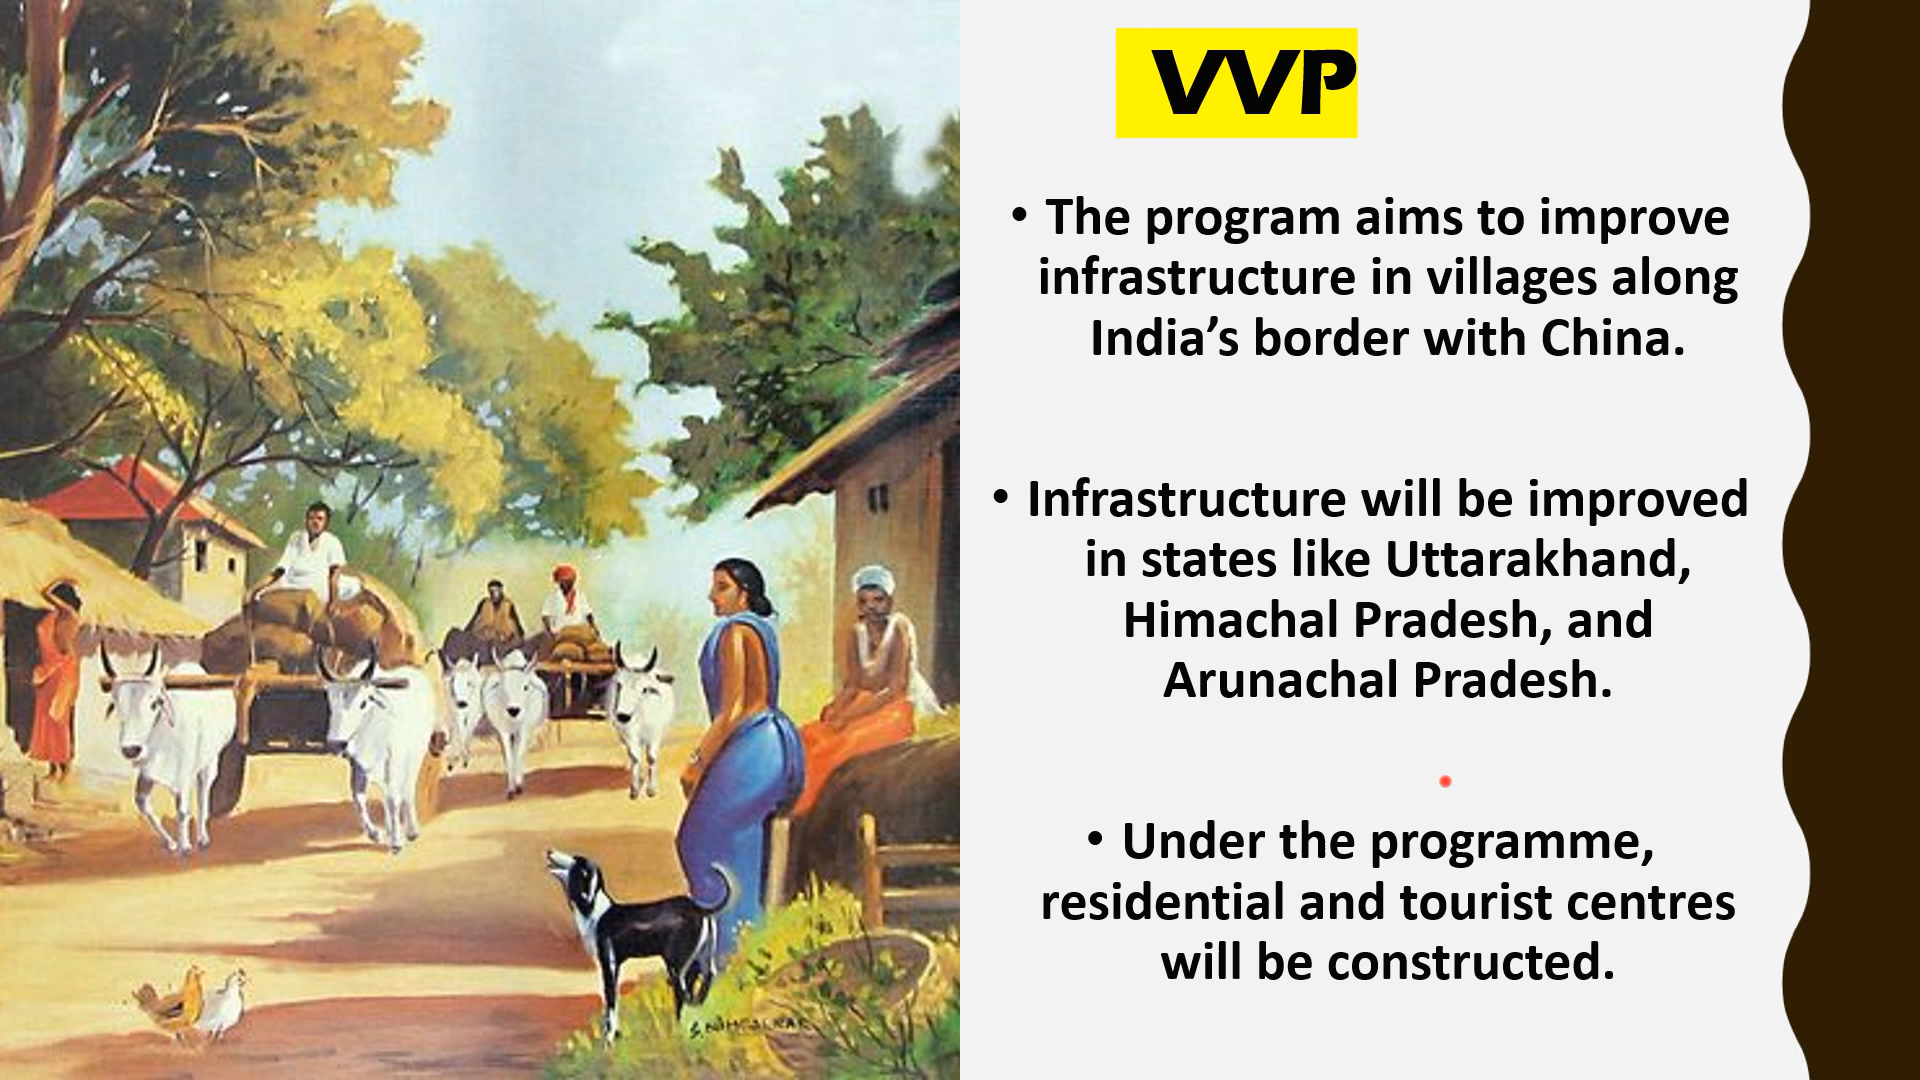 VVP
• The program aims to improve
infrastructure in villages along
India’s border with China.
• Infrastructure will be improved
in states like Uttarakhand,
Himachal Pradesh, and
Arunachal Pradesh.
• Under the programme,
residential and tourist centres
will be constructed.